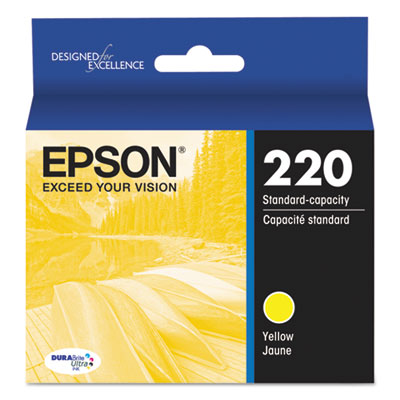 DESIGNED for
EXCELLENCE
EPSON®
EXCEED YOUR VISION
220
Standard-capacity
Capacité standard
Yellow
Jaune
DURABrite
Ultra
INK